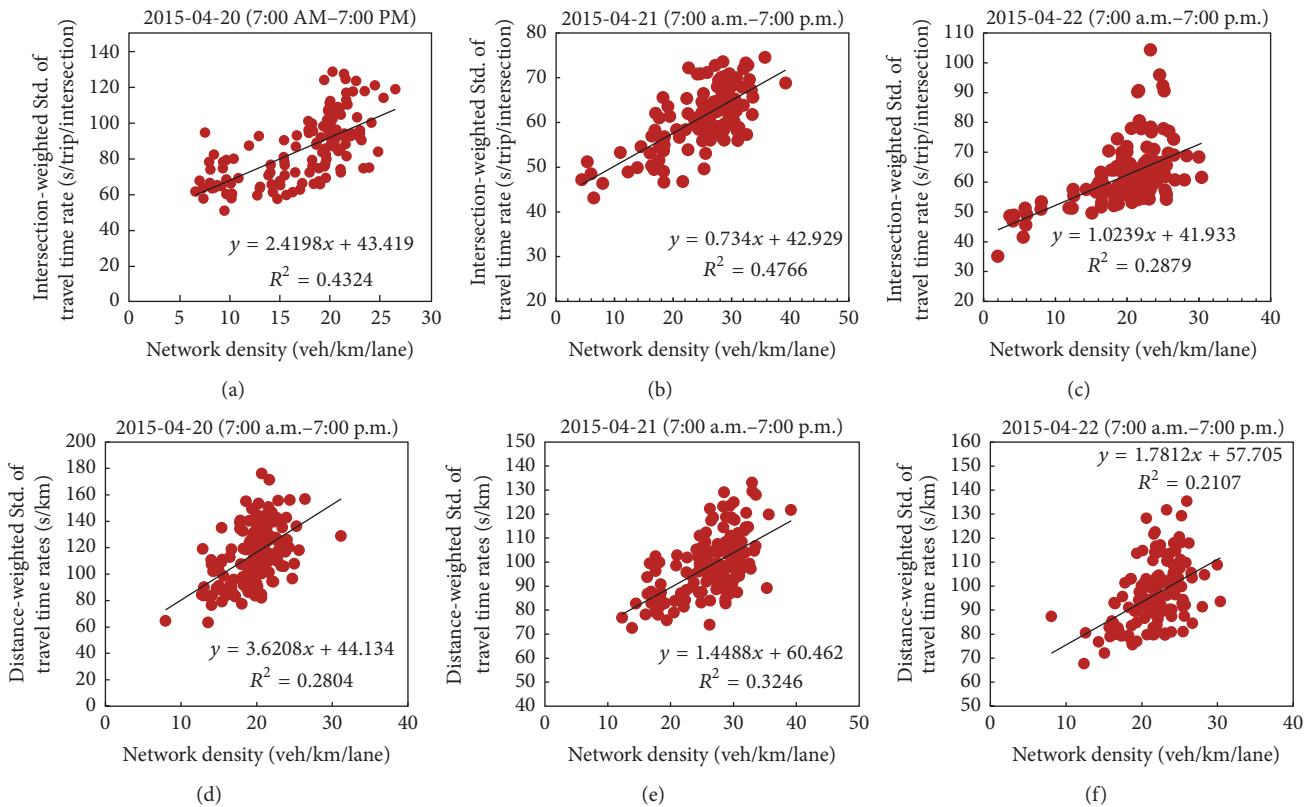 2015-04-20 (7:00 AM–7:00 PM)
Intersection-weighted Std. of
travel time rate (s/trip/intersection)
140
120
100
80
60
40
20
0
y = 2.4198x + 43.419
R² = 0.4324
0 5 10 15 20 25 30
Network density (veh/km/lane)
(a)
2015-04-21 (7:00 a.m.–7:00 p.m.)
Intersection-weighted Std. of
travel time rate (s/trip/intersection)
80
70
60
50
40
30
20
y = 0.734x + 42.929
R² = 0.4766
0 10 20 30 40 50
Network density (veh/km/lane)
(b)
2015-04-22 (7:00 a.m.–7:00 p.m.)
Intersection-weighted Std. of
travel time rate (s/trip/intersection)
110
100
90
80
70
60
50
40
30
20
y = 1.0239x + 41.933
R² = 0.2879
0 10 20 30 40
Network density (veh/km/lane)
(c)
2015-04-20 (7:00 a.m.–7:00 p.m.)
Distance-weighted Std. of
travel time rates (s/km)
200
180
160
140
120
100
80
60
40
20
0
y = 3.6208x + 44.134
R² = 0.2804
0 10 20 30 40
Network density (veh/km/lane)
(d)
2015-04-21 (7:00 a.m.–7:00 p.m.)
Distance-weighted Std. of
travel time rates (s/km)
150
140
130
120
110
100
90
80
70
60
50
y = 1.4488x + 60.462
R² = 0.3246
0 10 20 30 40 50
Network density (veh/km/lane)
(e)
2015-04-22 (7:00 a.m.–7:00 p.m.)
Distance-weighted Std. of
travel time rates (s/km)
160
150
140
130
120
110
100
90
80
70
60
50
y = 1.7812x + 57.705
R² = 0.2107
0 10 20 30 40
Network density (veh/km/lane)
(f)